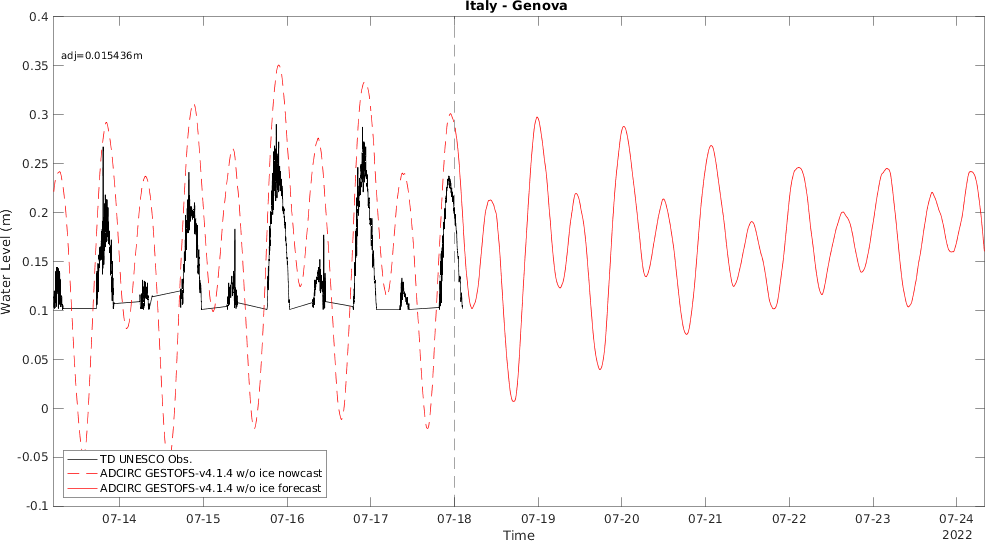 Italy - Genova
adj=0.015436m
0.4
0.35
0.3
0.25
0.2
0.15
0.1
0.05
0
-0.05
-0.1
Water Level (m)
TD UNESCO Obs.
ADCIRC GESTOFS-v4.1.4 w/o ice nowcast
ADCIRC GESTOFS-v4.1.4 w/o ice forecast
07-14 07-15 07-16 07-17 07-18 07-19 07-20 07-21 07-22 07-23 07-24
Time
2022